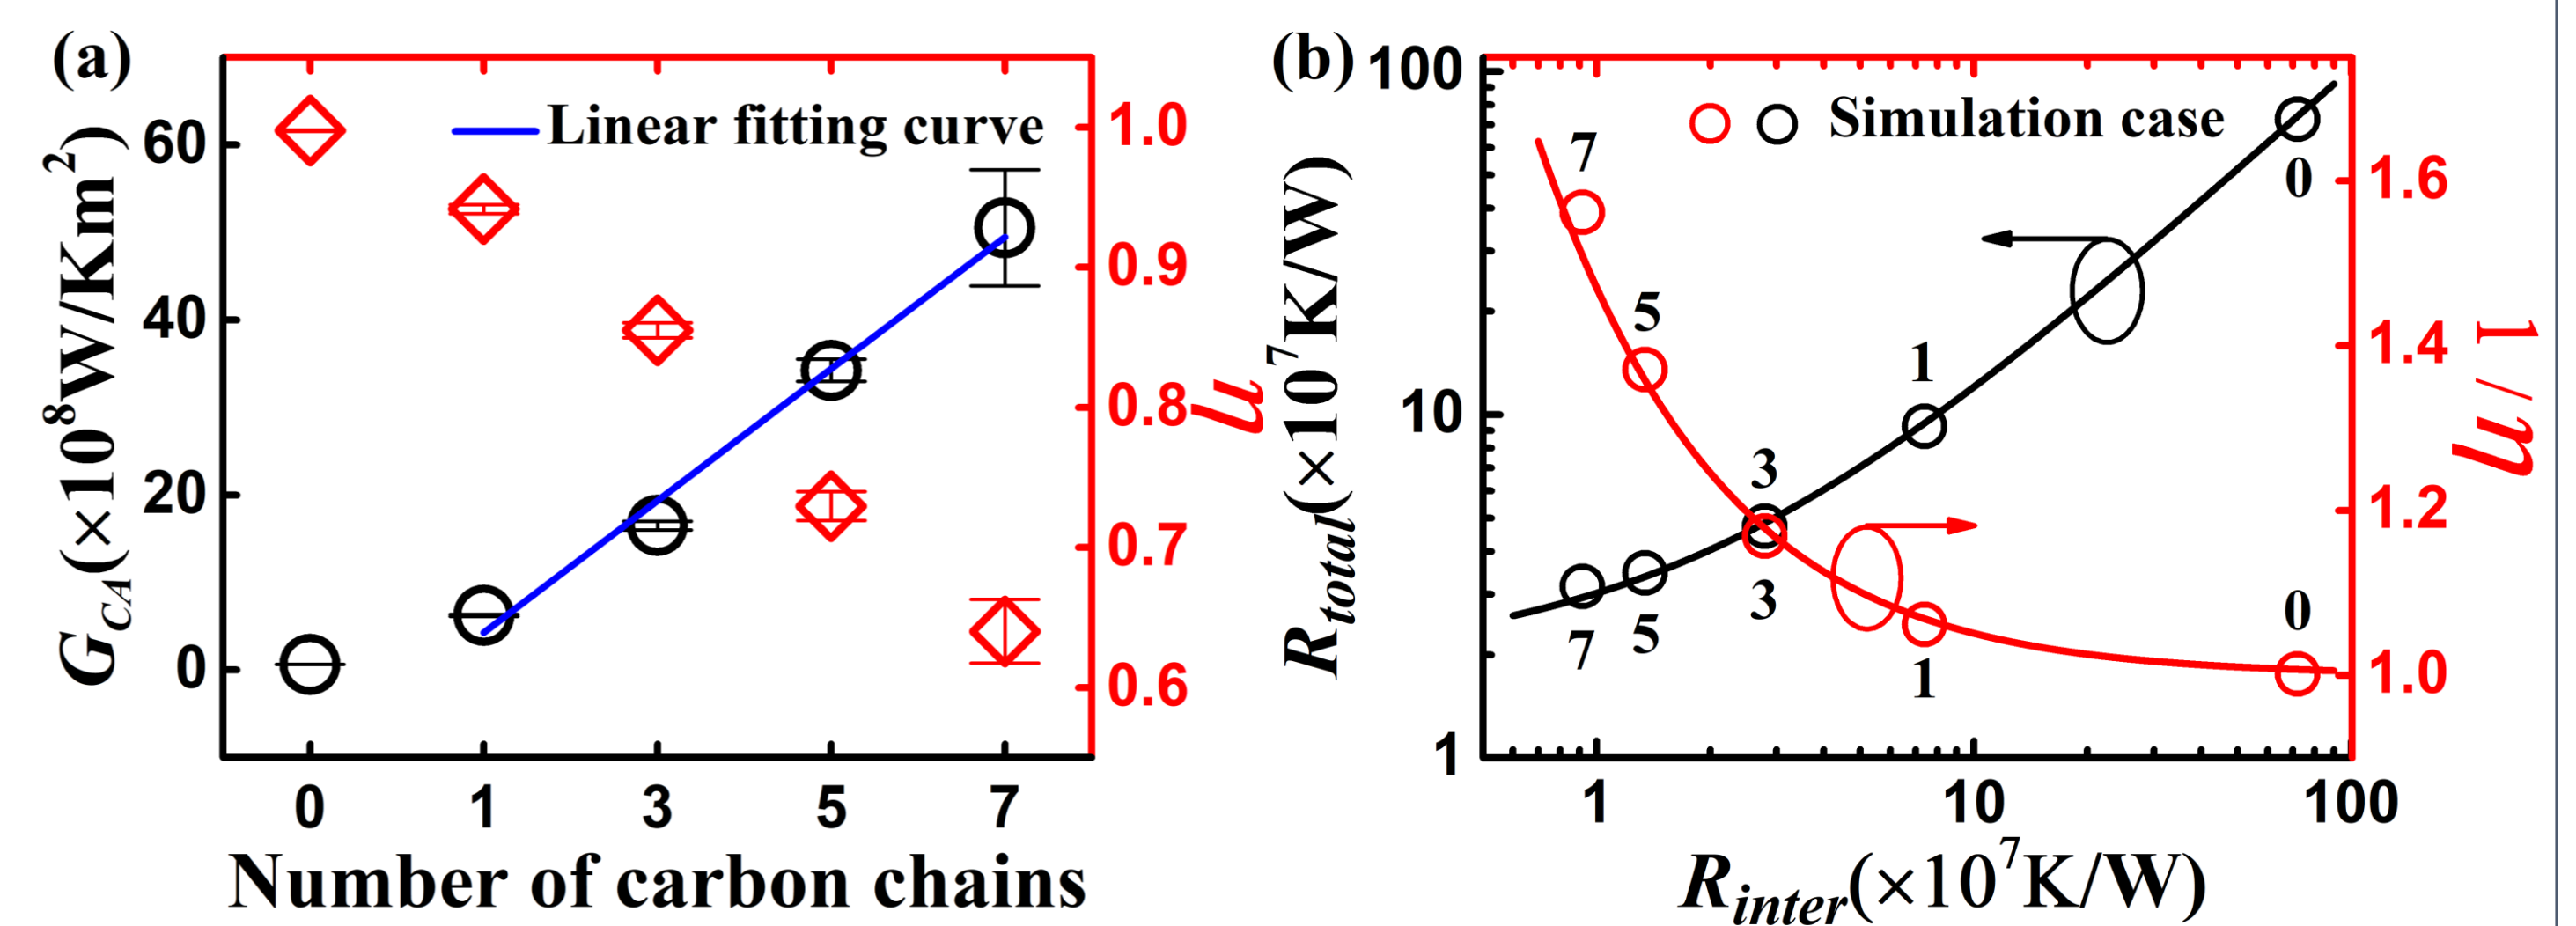 (a)
Linear fitting curve
G_CA(×10^8W/Km^2)
60
40
20
0
1.0
0.9
0.8
0.7
0.6
η
0 1 3 5 7
Number of carbon chains
(b)
Simulation case
R_total(×10^7K/W)
100
10
1
7
5
3
1
0
7
5
3
1
0
1.6
1.4
1.2
1.0
1/η
1 10 100
R_inter(×10^7K/W)